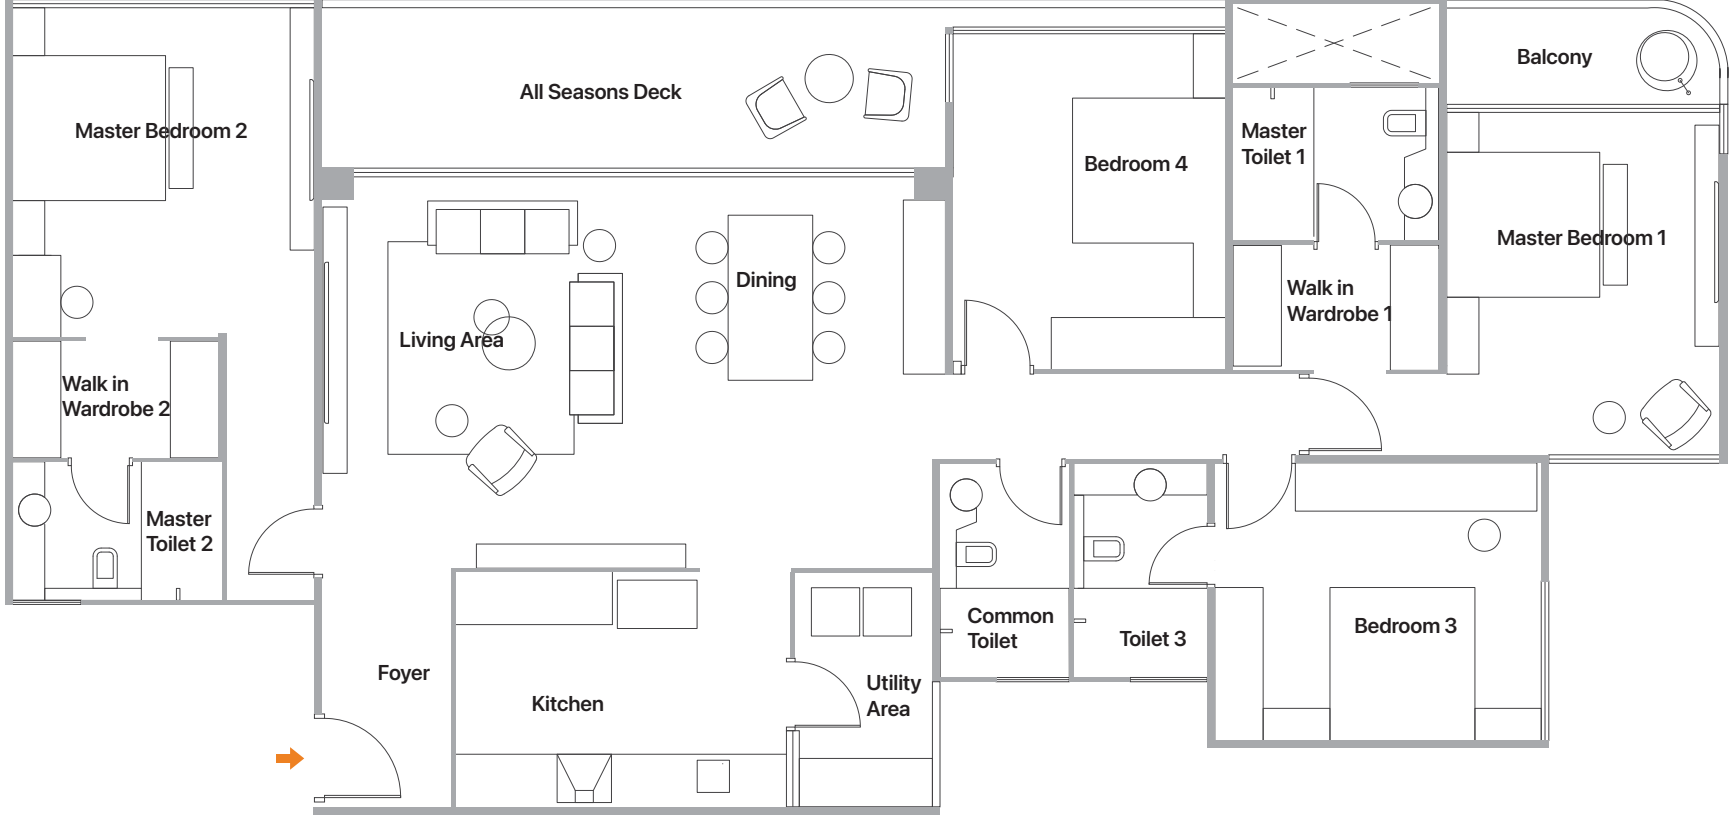 Balcony
All Seasons Deck
Master Bedroom 2
Master
Toilet 1
Bedroom 4
Master Bedroom 1
Dining
Walk in
Wardrobe 1
Living Area
Walk in
Wardrobe 2
Master
Toilet 2
Common
Toilet
Toilet 3
Bedroom 3
Foyer
Kitchen
Utility
Area